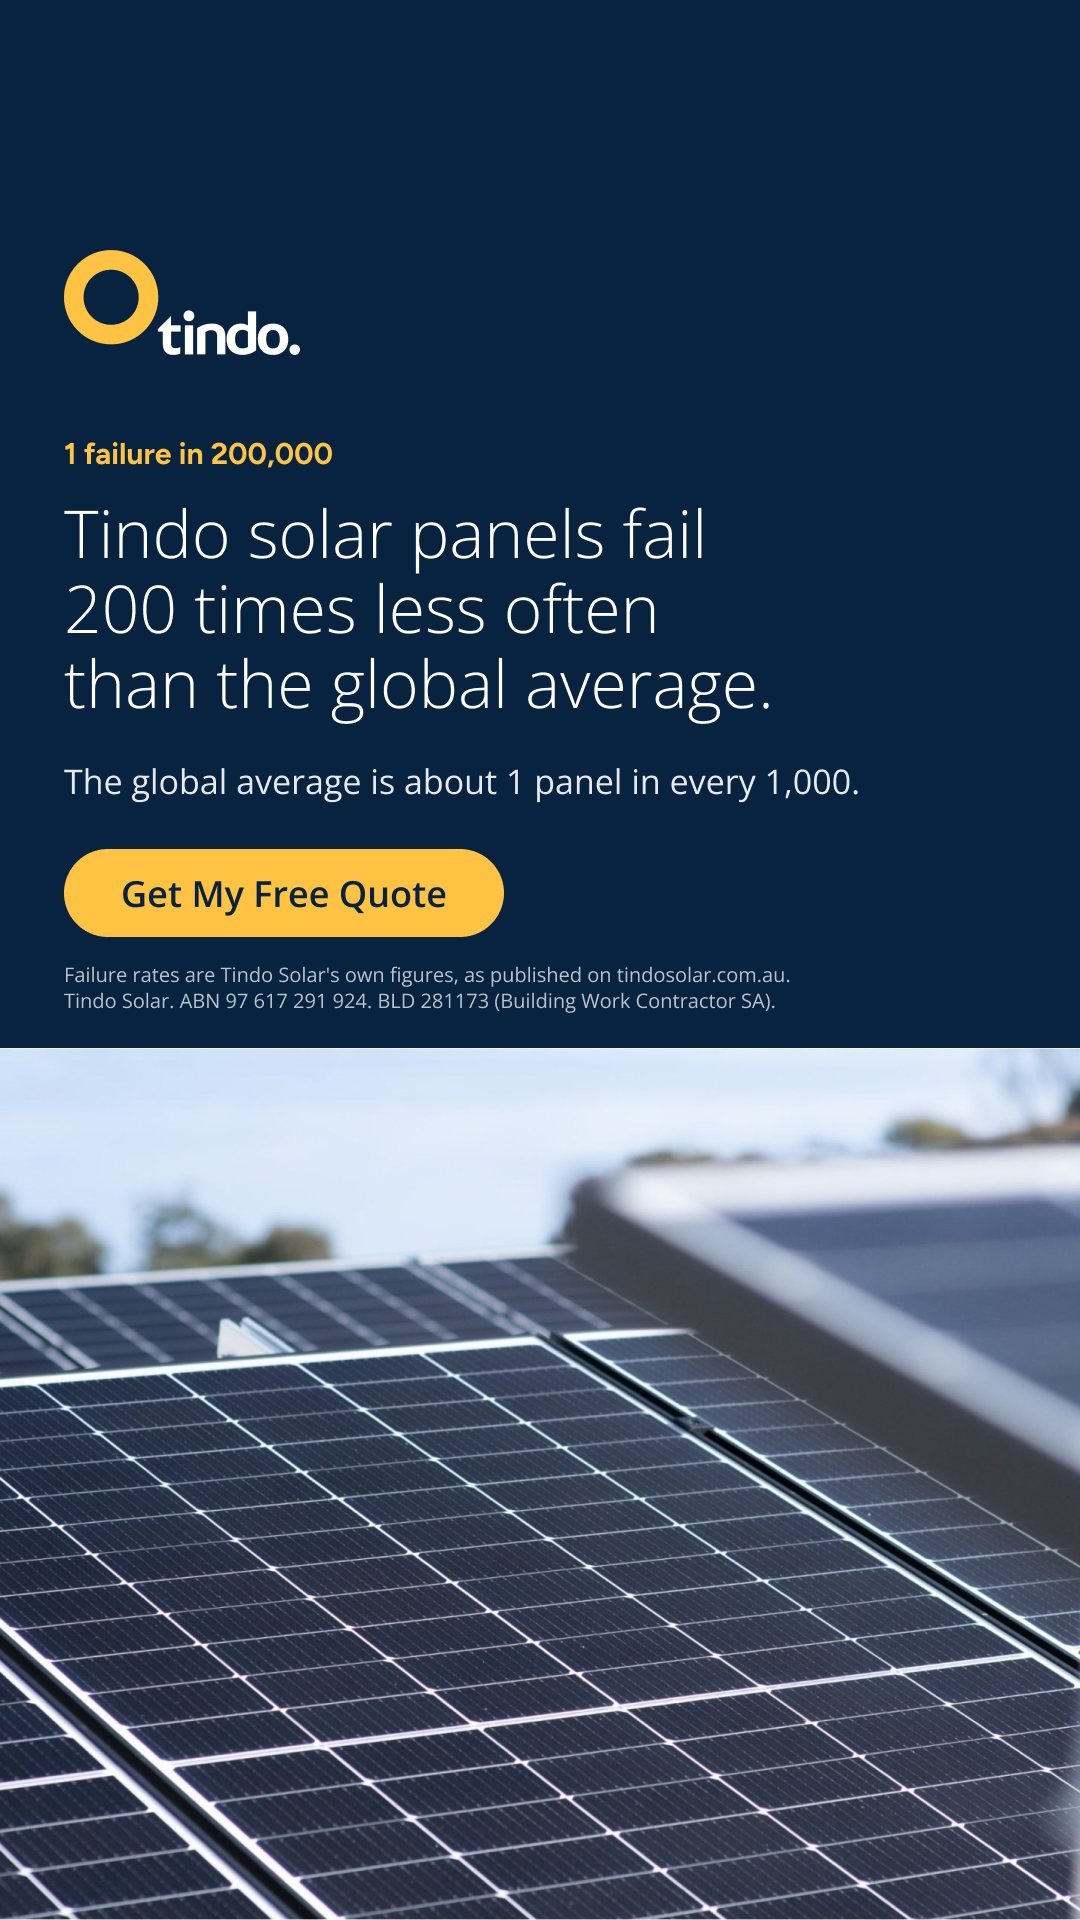 tindo.
1 failure in 200,000
Tindo solar panels fail
200 times less often
than the global average.
The global average is about 1 panel in every 1,000.
Get My Free Quote
Failure rates are Tindo Solar's own figures, as published on tindosolar.com.au.
Tindo Solar. ABN 97 617 291 924. BLD 281173 (Building Work Contractor SA).